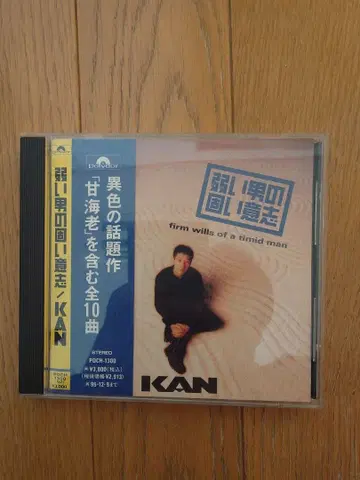 弱い男の固い意志/KAN
POLYDOR
異色の話題作
「甘海老」を含む全10曲
STEREO
POCH-1300
弱い男の
固い意志
firm wills of a timid man
KAN